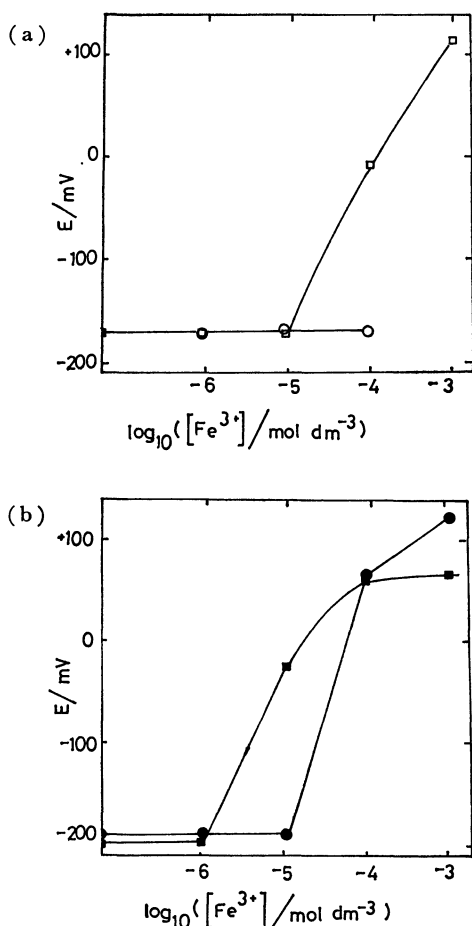 (a)
+100
0
-100
-200
E/mV
-6 -5 -4 -3
log₁₀([Fe³⁺]/mol dm⁻³)
(b)
+100
0
-100
-200
E/mV
-6 -5 -4 -3
log₁₀([Fe³⁺]/mol dm⁻³)